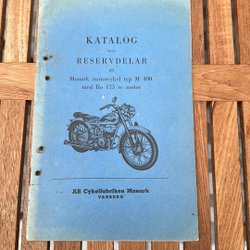 KATALOG
över
RESERVDELAR
till
Monark motorcykel typ M 400
med Ilo 175 cc motor
AB Cykelfabriken Monark
VARBERG